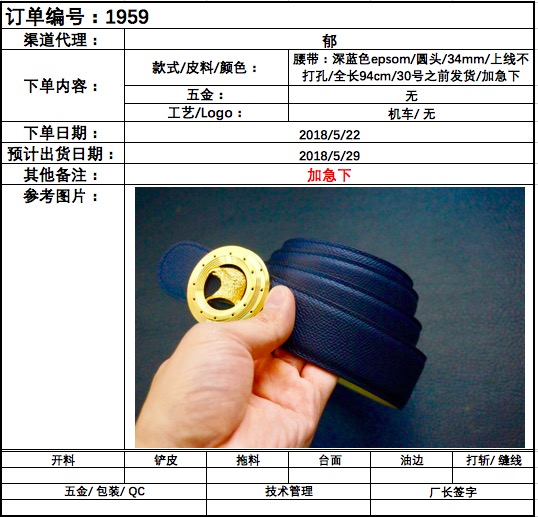 订单编号：1959
渠道代理：
郁
下单内容：
款式/皮料/颜色：
腰带：深蓝色epsom/圆头/34mm/上线不
打孔/全长94cm/30号之前发货/加急下
五金：
无
工艺/Logo：
机车/ 无
下单日期：
2018/5/22
预计出货日期：
2018/5/29
其他备注：
加急下
参考图片：
开料
铲皮
拖料
台面
油边
打斩/ 缝线
五金/ 包装/ QC
技术管理
厂长签字